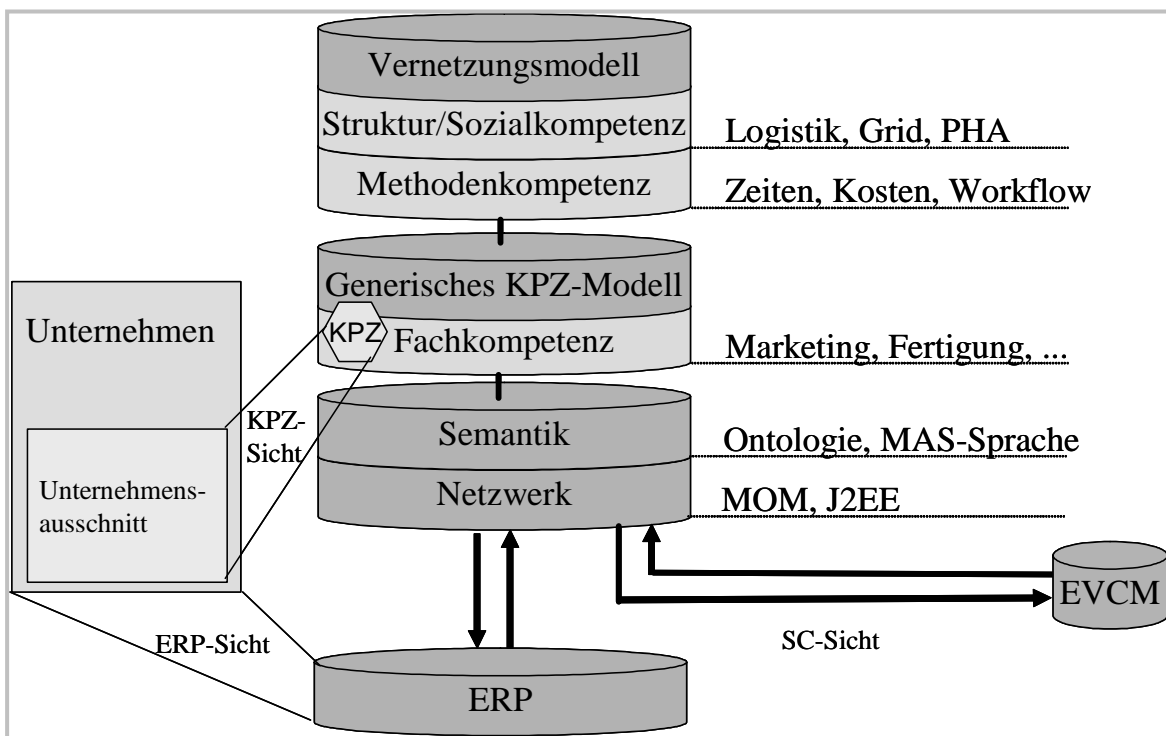 Vernetzungsmodell
Struktur/Sozialkompetenz
Logistik, Grid, PHA
Methodenkompetenz
Zeiten, Kosten, Workflow
Generisches KPZ-Modell
Unternehmen
KPZ
Fachkompetenz
Marketing, Fertigung, ...
KPZ-
Sicht
Semantik
Ontologie, MAS-Sprache
Unternehmens-
ausschnitt
Netzwerk
MOM, J2EE
EVCM
ERP-Sicht
SC-Sicht
ERP